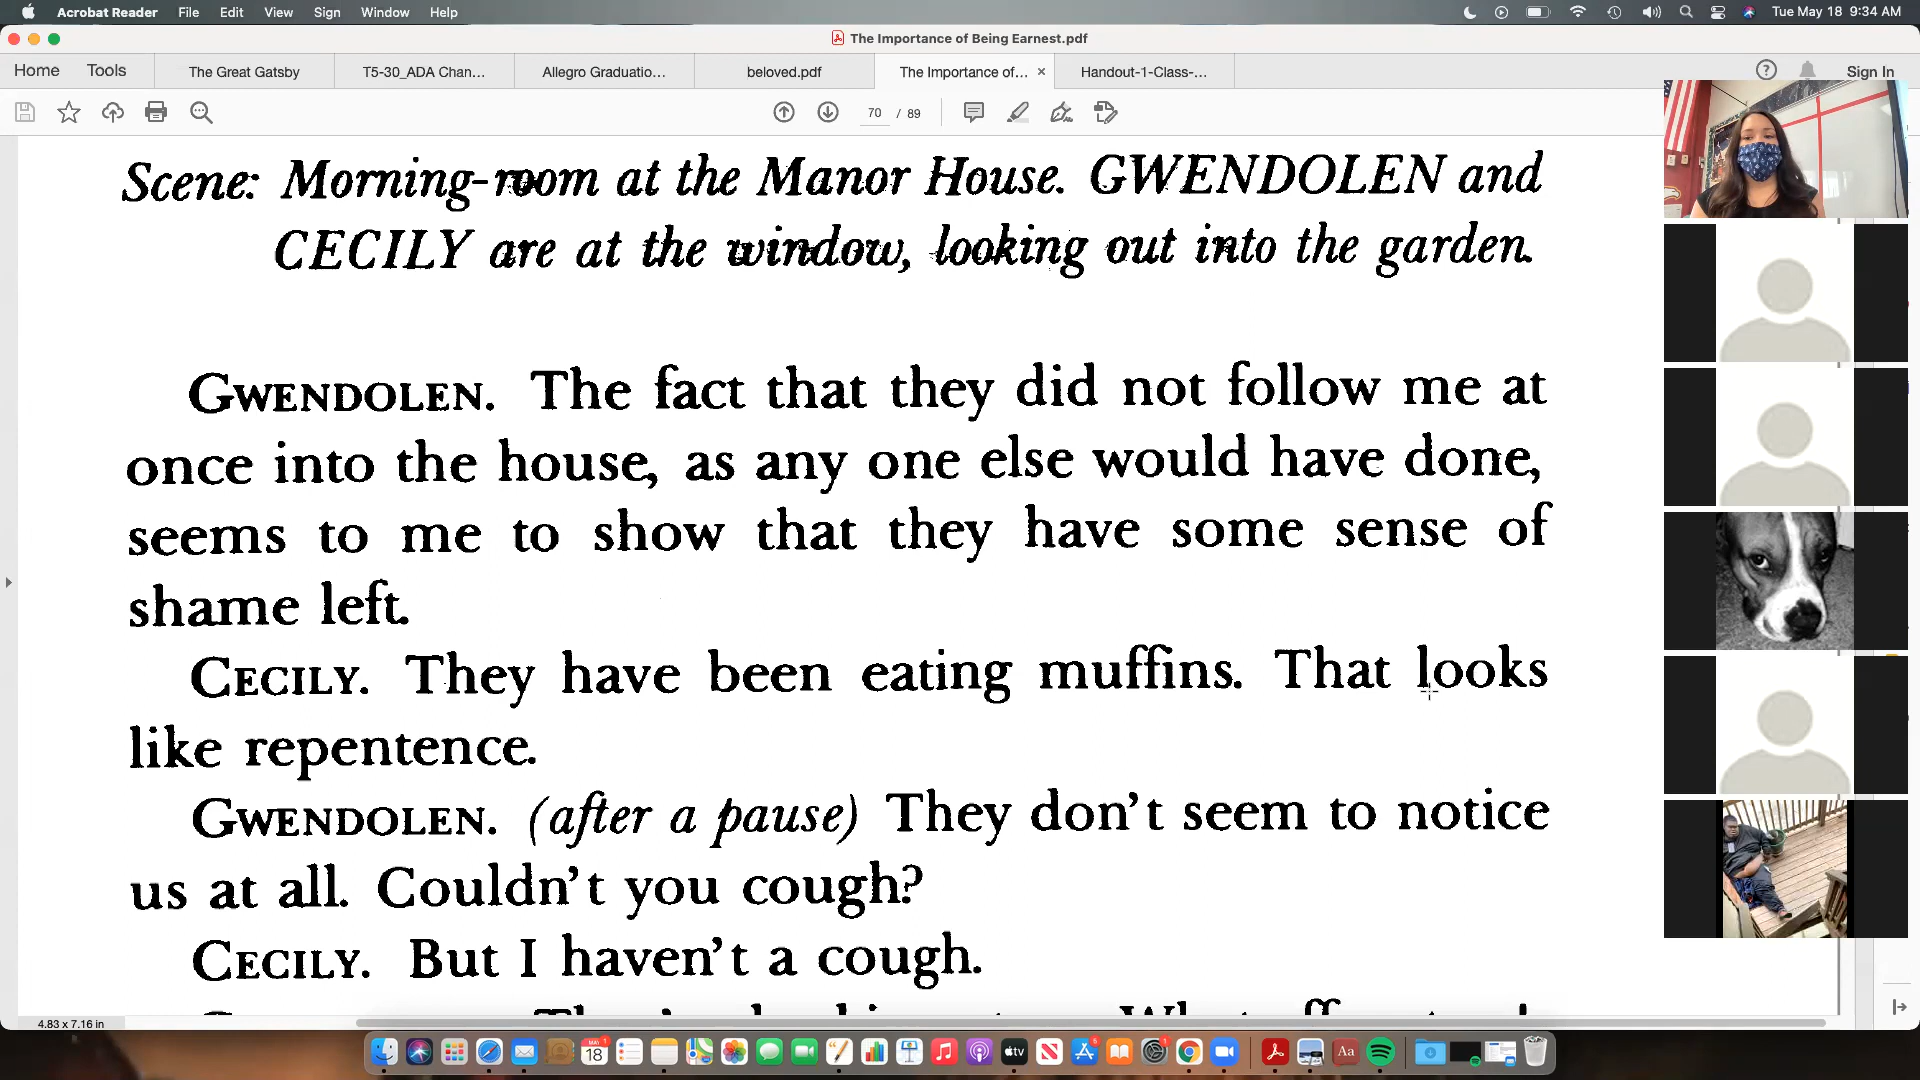 Acrobat Reader File Edit View Sign Window Help Tue May 18 9:34 AM
The Importance of Being Earnest.pdf
Home Tools The Great Gatsby T5-30_ADA Chan... Allegro Graduatio... beloved.pdf The Importance of... × Handout-1-Class-... Sign In
70 / 89
Scene: Morning-room at the Manor House. GWENDOLEN and
CECILY are at the window, looking out into the garden.
GWENDOLEN. The fact that they did not follow me at
once into the house, as any one else would have done,
seems to me to show that they have some sense of
shame left.
CECILY. They have been eating muffins. That looks
like repentence.
GWENDOLEN. (after a pause) They don't seem to notice
us at all. Couldn't you cough?
CECILY. But I haven't a cough.
4.83 x 7.16 in
MAY
18
Aa
tv